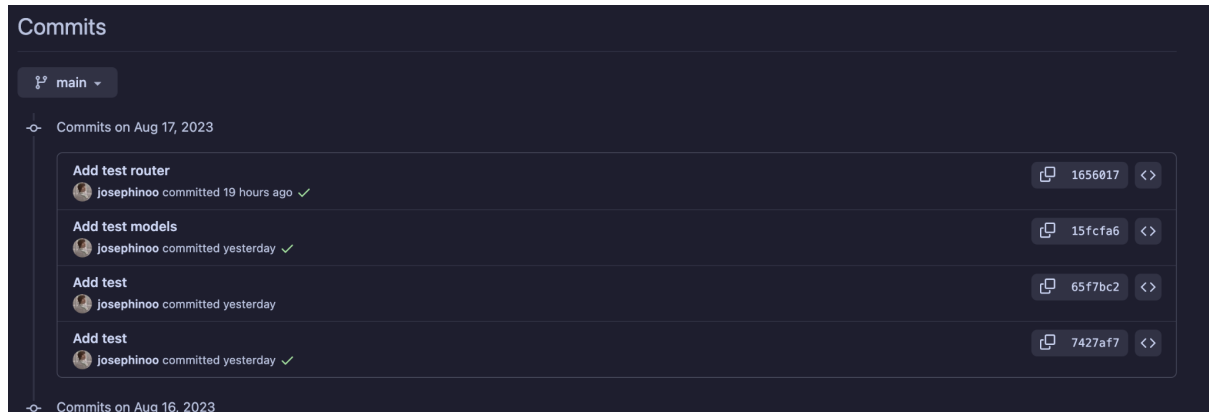 Commits
main
Commits on Aug 17, 2023
Add test router
josephinoo committed 19 hours ago
1656017
Add test models
josephinoo committed yesterday
15fcfa6
Add test
josephinoo committed yesterday
65f7bc2
Add test
josephinoo committed yesterday
7427af7
Commits on Aug 16, 2023